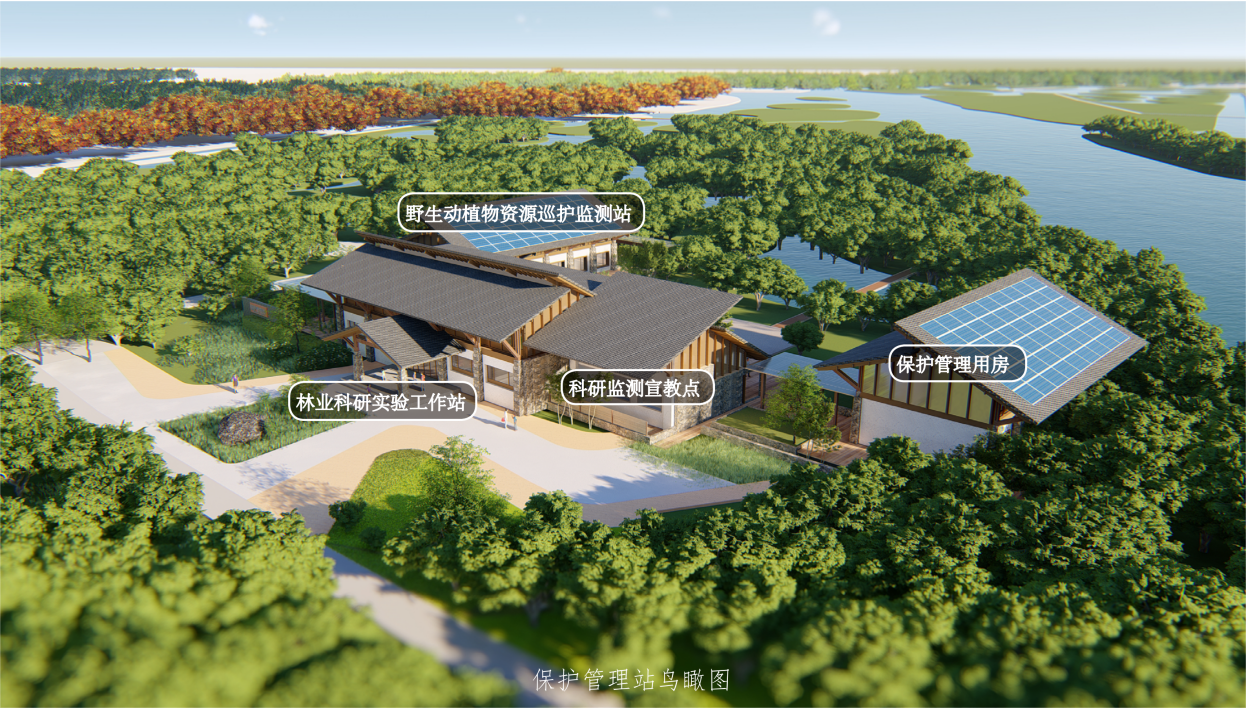 野生动植物资源巡护监测站
保护管理用房
科研监测宣教点
林业科研实验工作站
保护管理站鸟瞰图